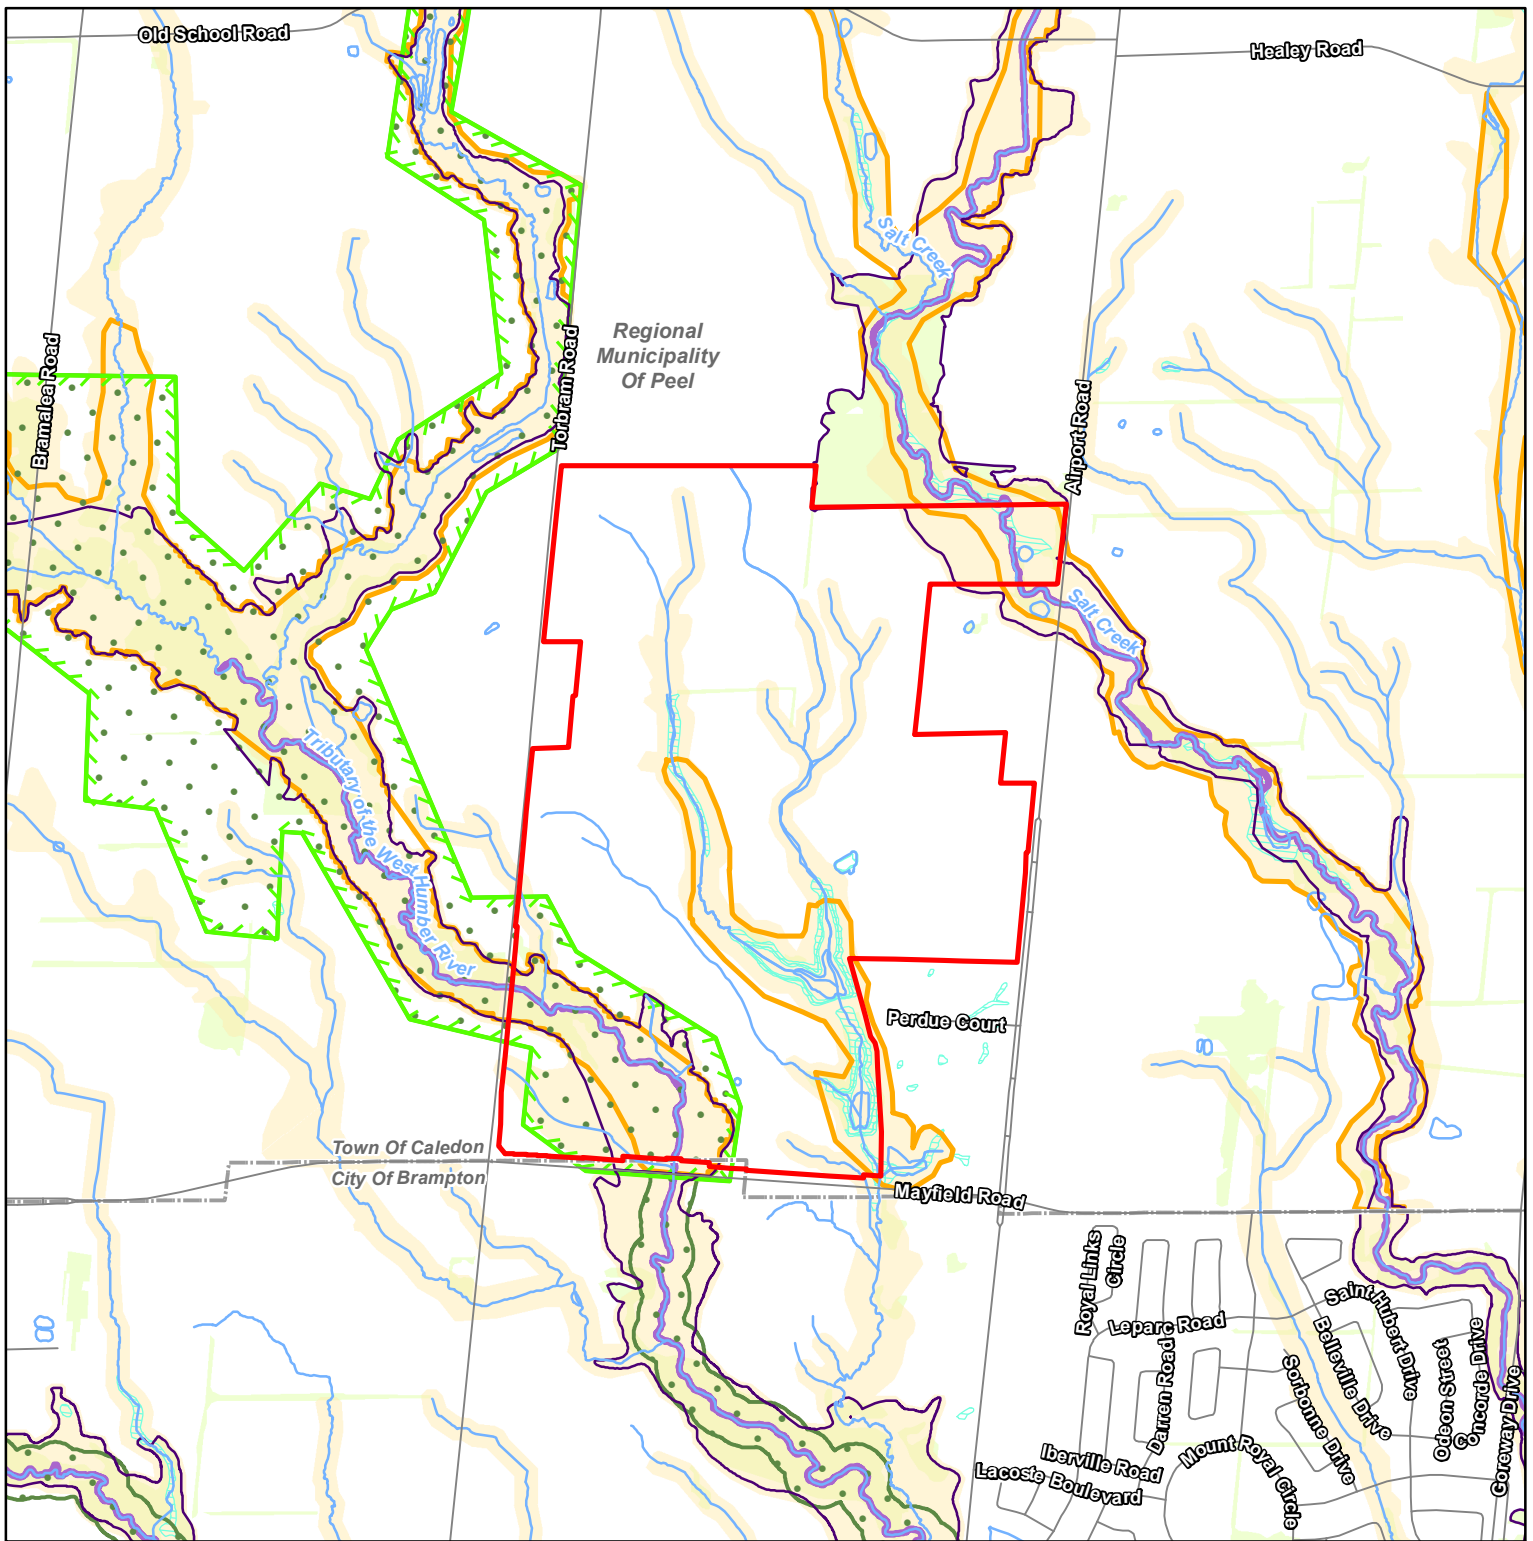 Old School Road
Healey Road
Salt Creek
Regional
Municipality
Of Peel
Bramalea Road
Torbram Road
Airport Road
Salt Creek
Tributary of the West Humber River
Perdue Court
Town Of Caledon
City Of Brampton
Mayfield Road
Royal Links
Circle
Leparc Road
Saint Hubert Drive
Belleville Drive
Darren Road
Sorbonne Drive
Odeon Street
Concorde Drive
Goreway Drive
Mount Royal Circle
Iberville Road
Lacoste Boulevard